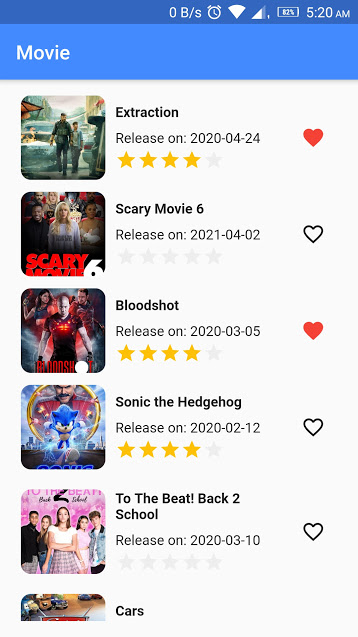 0 B/s 82% 5:20 AM
Movie
Extraction
Release on: 2020-04-24
Scary Movie 6
Release on: 2021-04-02
SCARY
MOVIE 6
Bloodshot
Release on: 2020-03-05
BLOODSH
Sonic the Hedgehog
Release on: 2020-02-12
SONIC
TO THE BEAT!
Back 2 School
To The Beat! Back 2
School
Release on: 2020-03-10
Cars